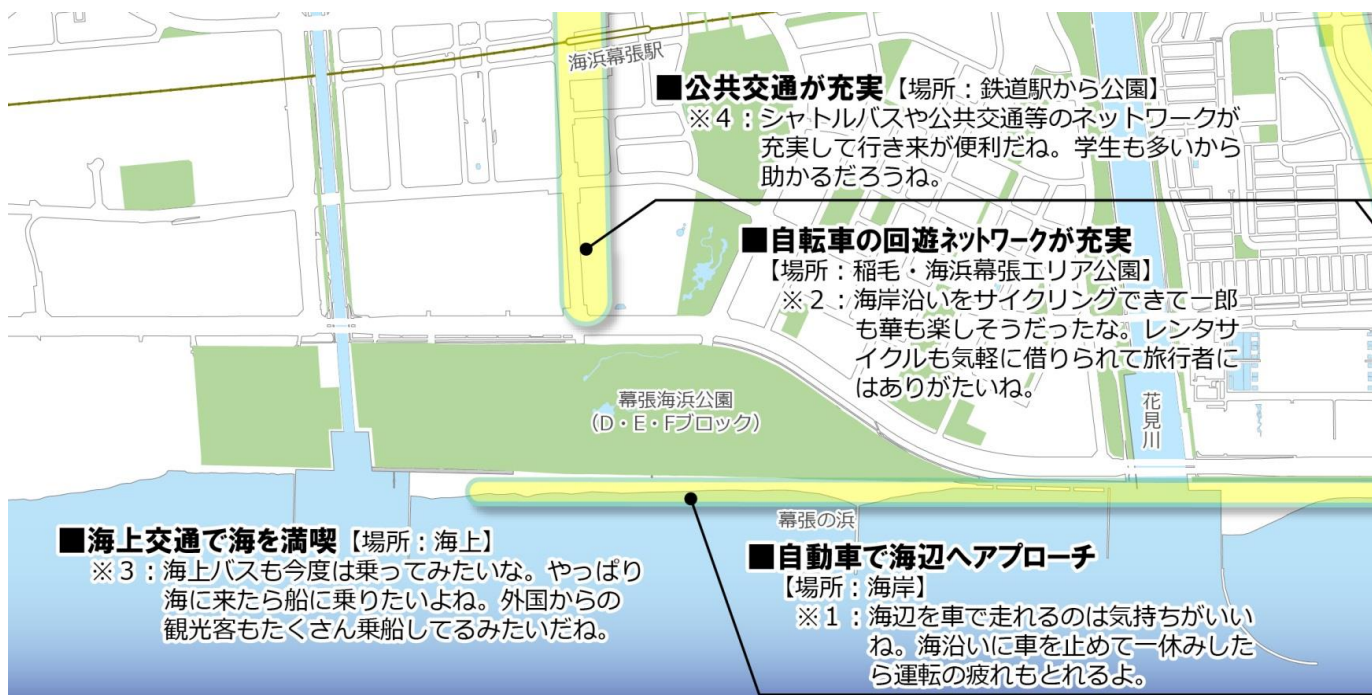 海浜幕張駅
■公共交通が充実【場所：鉄道駅から公園】
※４：シャトルバスや公共交通等のネットワークが
充実して行き来が便利だね。学生も多いから
助かるだろうね。
■自転車の回遊ネットワークが充実
【場所：稲毛・海浜幕張エリア公園】
※２：海岸沿いをサイクリングできて一郎
も華も楽しそうだったな。レンタサ
イクルも気軽に借りられて旅行者に
はありがたいね。
幕張海浜公園
（D・E・Fブロック）
花見川
幕張の浜
■海上交通で海を満喫【場所：海上】
※３：海上バスも今度は乗ってみたいな。やっぱり
海に来たら船に乗りたいよね。外国からの
観光客もたくさん乗船してるみたいだね。
■自動車で海辺へアプローチ
【場所：海岸】
※１：海辺を車で走れるのは気持ちがいい
ね。海沿いに車を止めて一休みした
ら運転の疲れもとれるよ。